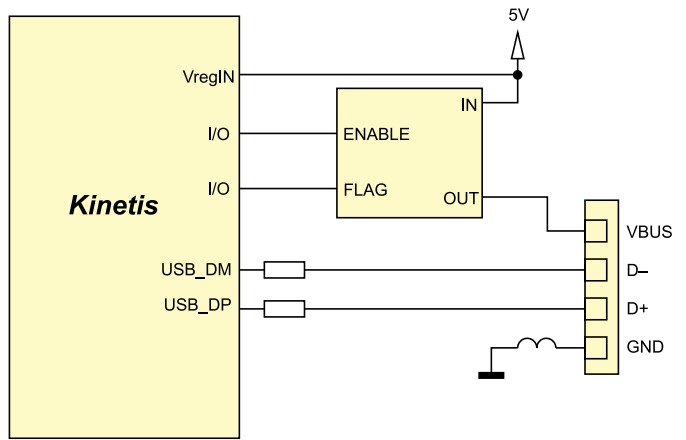 5V
VregIN
IN
I/O
ENABLE
I/O
FLAG
OUT
Kinetis
VBUS
USB_DM
D–
USB_DP
D+
GND